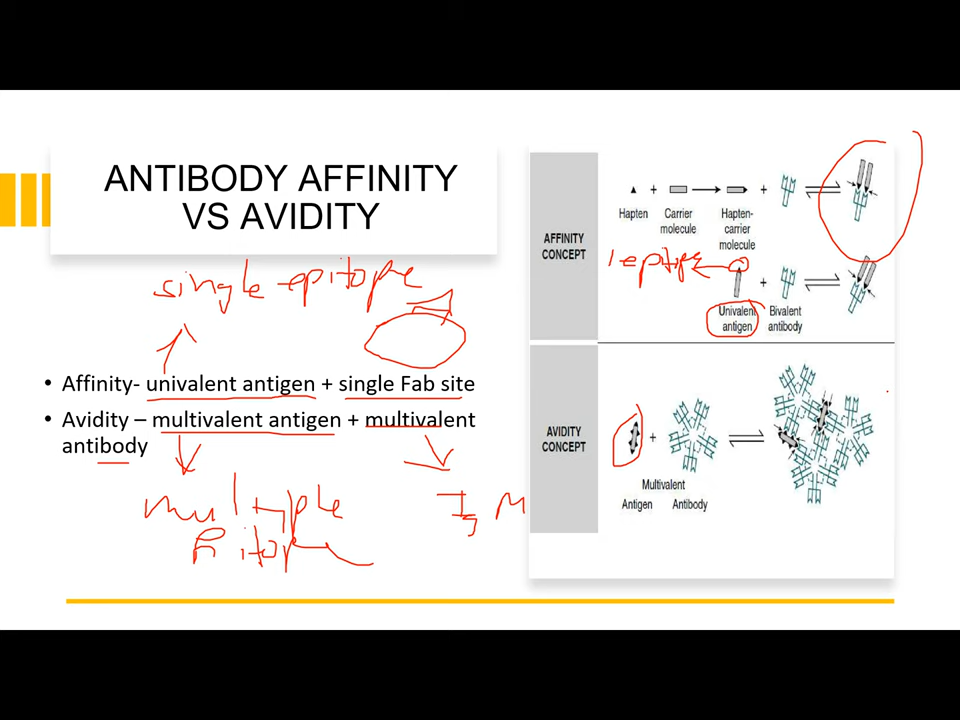 ANTIBODY AFFINITY
VS AVIDITY
single epitope
• Affinity- univalent antigen + single Fab site
• Avidity – multivalent antigen + multivalent
antibody
multiple
Ig M
AFFINITY
CONCEPT
+
+
Hapten
Carrier
molecule
Hapten-
carrier
molecule
1 epitope
+
Univalent
antigen
Bivalent
antibody
AVIDITY
CONCEPT
+
Multivalent
Antigen Antibody